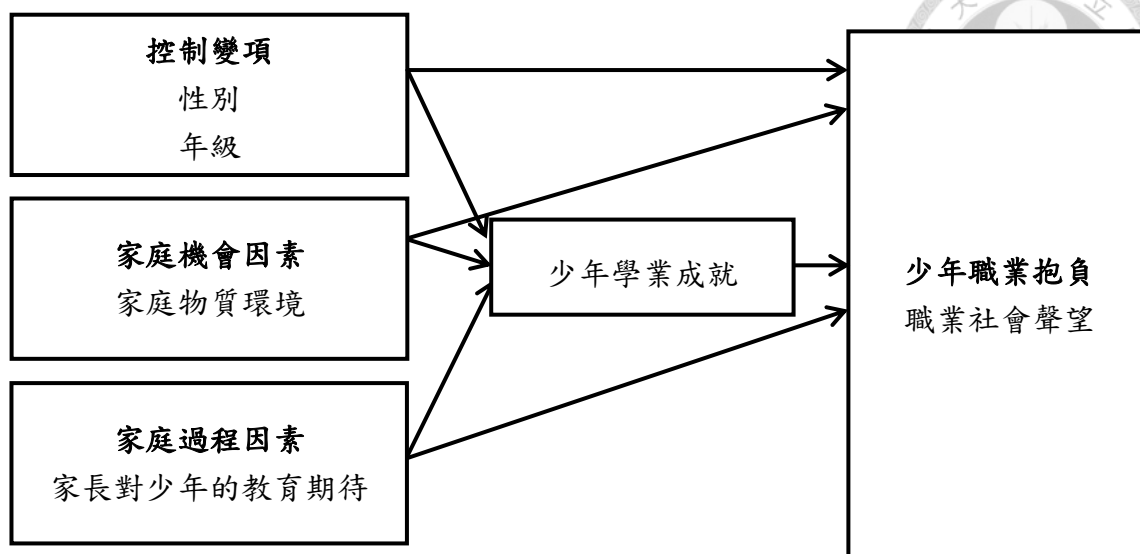 控制變項
性別
年級
家庭機會因素
家庭物質環境
家庭過程因素
家長對少年的教育期待
少年學業成就
少年職業抱負
職業社會聲望